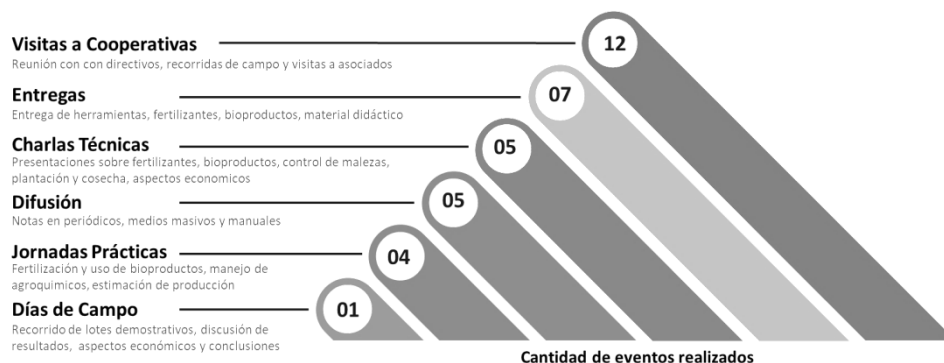 Visitas a Cooperativas
12
Reunión con con directivos, recorridas de campo y visitas a asociados
Entregas
07
Entrega de herramientas, fertilizantes, bioproductos, material didáctico
Charlas Técnicas
05
Presentaciones sobre fertilizantes, bioproductos, control de malezas,
plantación y cosecha, aspectos economicos
Difusión
05
Notas en periódicos, medios masivos y manuales
Jornadas Prácticas
04
Fertilización y uso de bioproductos, manejo de
agroquimicos, estimación de producción
Días de Campo
01
Recorrido de lotes demostrativos, discusión de
resultados, aspectos económicos y conclusiones
Cantidad de eventos realizados